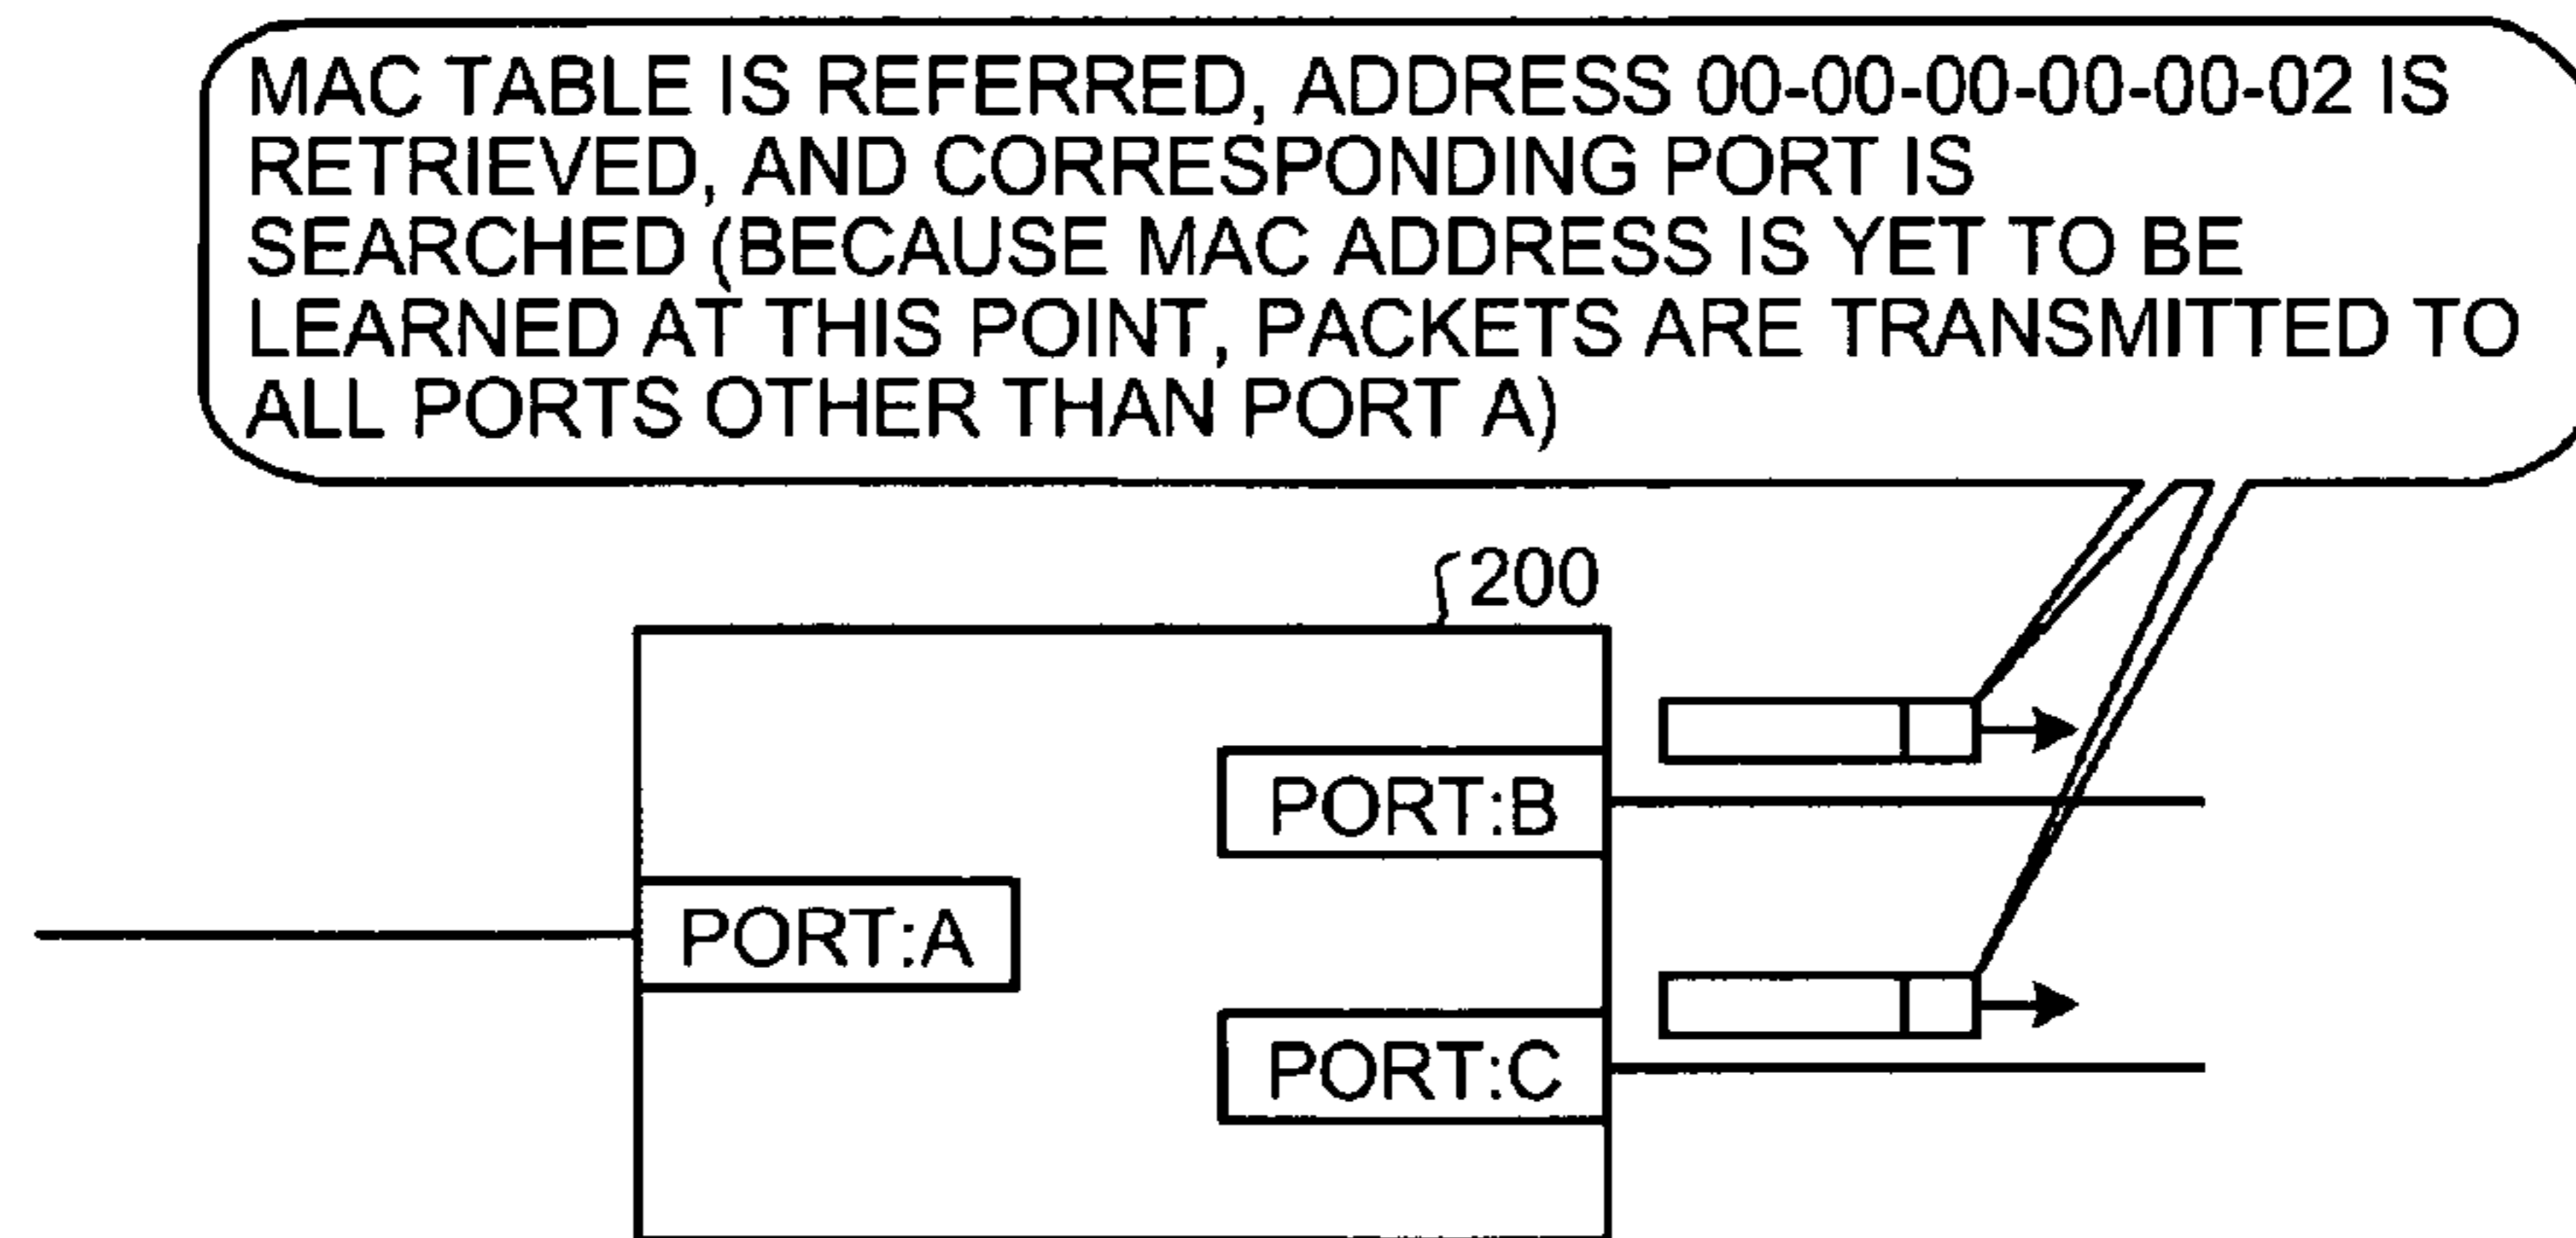 MAC TABLE IS REFERRED, ADDRESS 00-00-00-00-00-02 IS
RETRIEVED, AND CORRESPONDING PORT IS
SEARCHED (BECAUSE MAC ADDRESS IS YET TO BE
LEARNED AT THIS POINT, PACKETS ARE TRANSMITTED TO
ALL PORTS OTHER THAN PORT A)
200
PORT:B
PORT:A
PORT:C